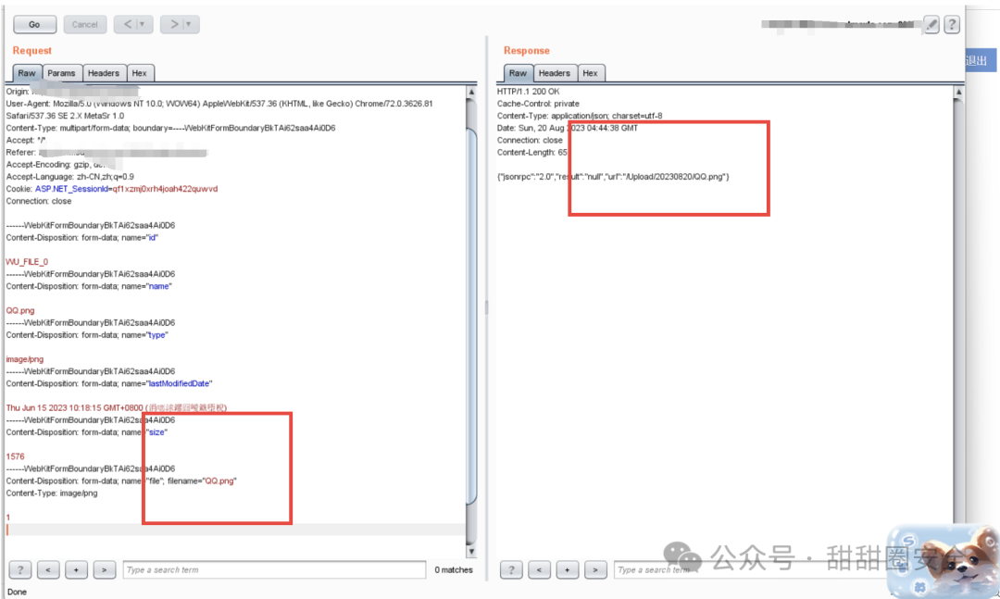 Go
Cancel
<
>
?
退出
Request
Raw
Params
Headers
Hex
Origin:
User-Agent: Mozilla/5.0 (Windows NT 10.0; WOW64) AppleWebKit/537.36 (KHTML, like Gecko) Chrome/72.0.3626.81
Safari/537.36 SE 2.X MetaSr 1.0
Content-Type: multipart/form-data; boundary=----WebKitFormBoundaryBkTAi62saa4Ai0D6
Accept: */*
Referer:
Accept-Encoding: gzip,
Accept-Language: zh-CN,zh;q=0.9
Cookie: ASP.NET_SessionId=qf1xzmj0xrh4joah422quwvd
Connection: close
------WebKitFormBoundaryBkTAi62saa4Ai0D6
Content-Disposition: form-data; name="id"
WU_FILE_0
------WebKitFormBoundaryBkTAi62saa4Ai0D6
Content-Disposition: form-data; name="name"
QQ.png
------WebKitFormBoundaryBkTAi62saa4Ai0D6
Content-Disposition: form-data; name="type"
image/png
------WebKitFormBoundaryBkTAi62saa4Ai0D6
Content-Disposition: form-data; name="lastModifiedDate"
Thu Jun 15 2023 10:18:15 GMT+0800
------WebKitFormBoundaryBkTAi62saa4Ai0D6
Content-Disposition: form-data; name="size"
1576
------WebKitFormBoundaryBkTAi62saa4Ai0D6
Content-Disposition: form-data; name="file"; filename="QQ.png"
Content-Type: image/png
1
? < + > Type a search term 0 matches
Done
Response
Raw
Headers
Hex
HTTP/1.1 200 OK
Cache-Control: private
Content-Type: application/json; charset=utf-8
Date: Sun, 20 Aug 2023 04:44:38 GMT
Connection: close
Content-Length: 65
{"jsonrpc":"2.0","result":"null","url":"/Upload/20230820/QQ.png"}
? < + > Type a search term
公众号 · 甜甜圈安全